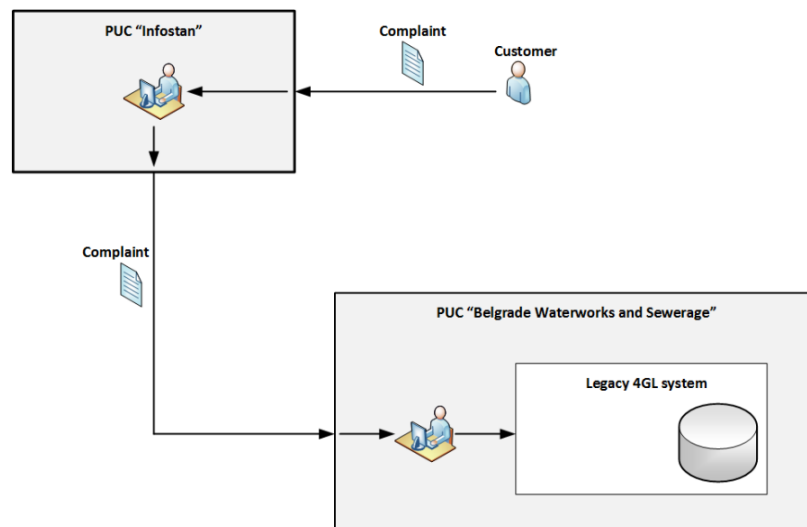 PUC “Infostan”
Complaint
Customer
Complaint
PUC “Belgrade Waterworks and Sewerage”
Legacy 4GL system